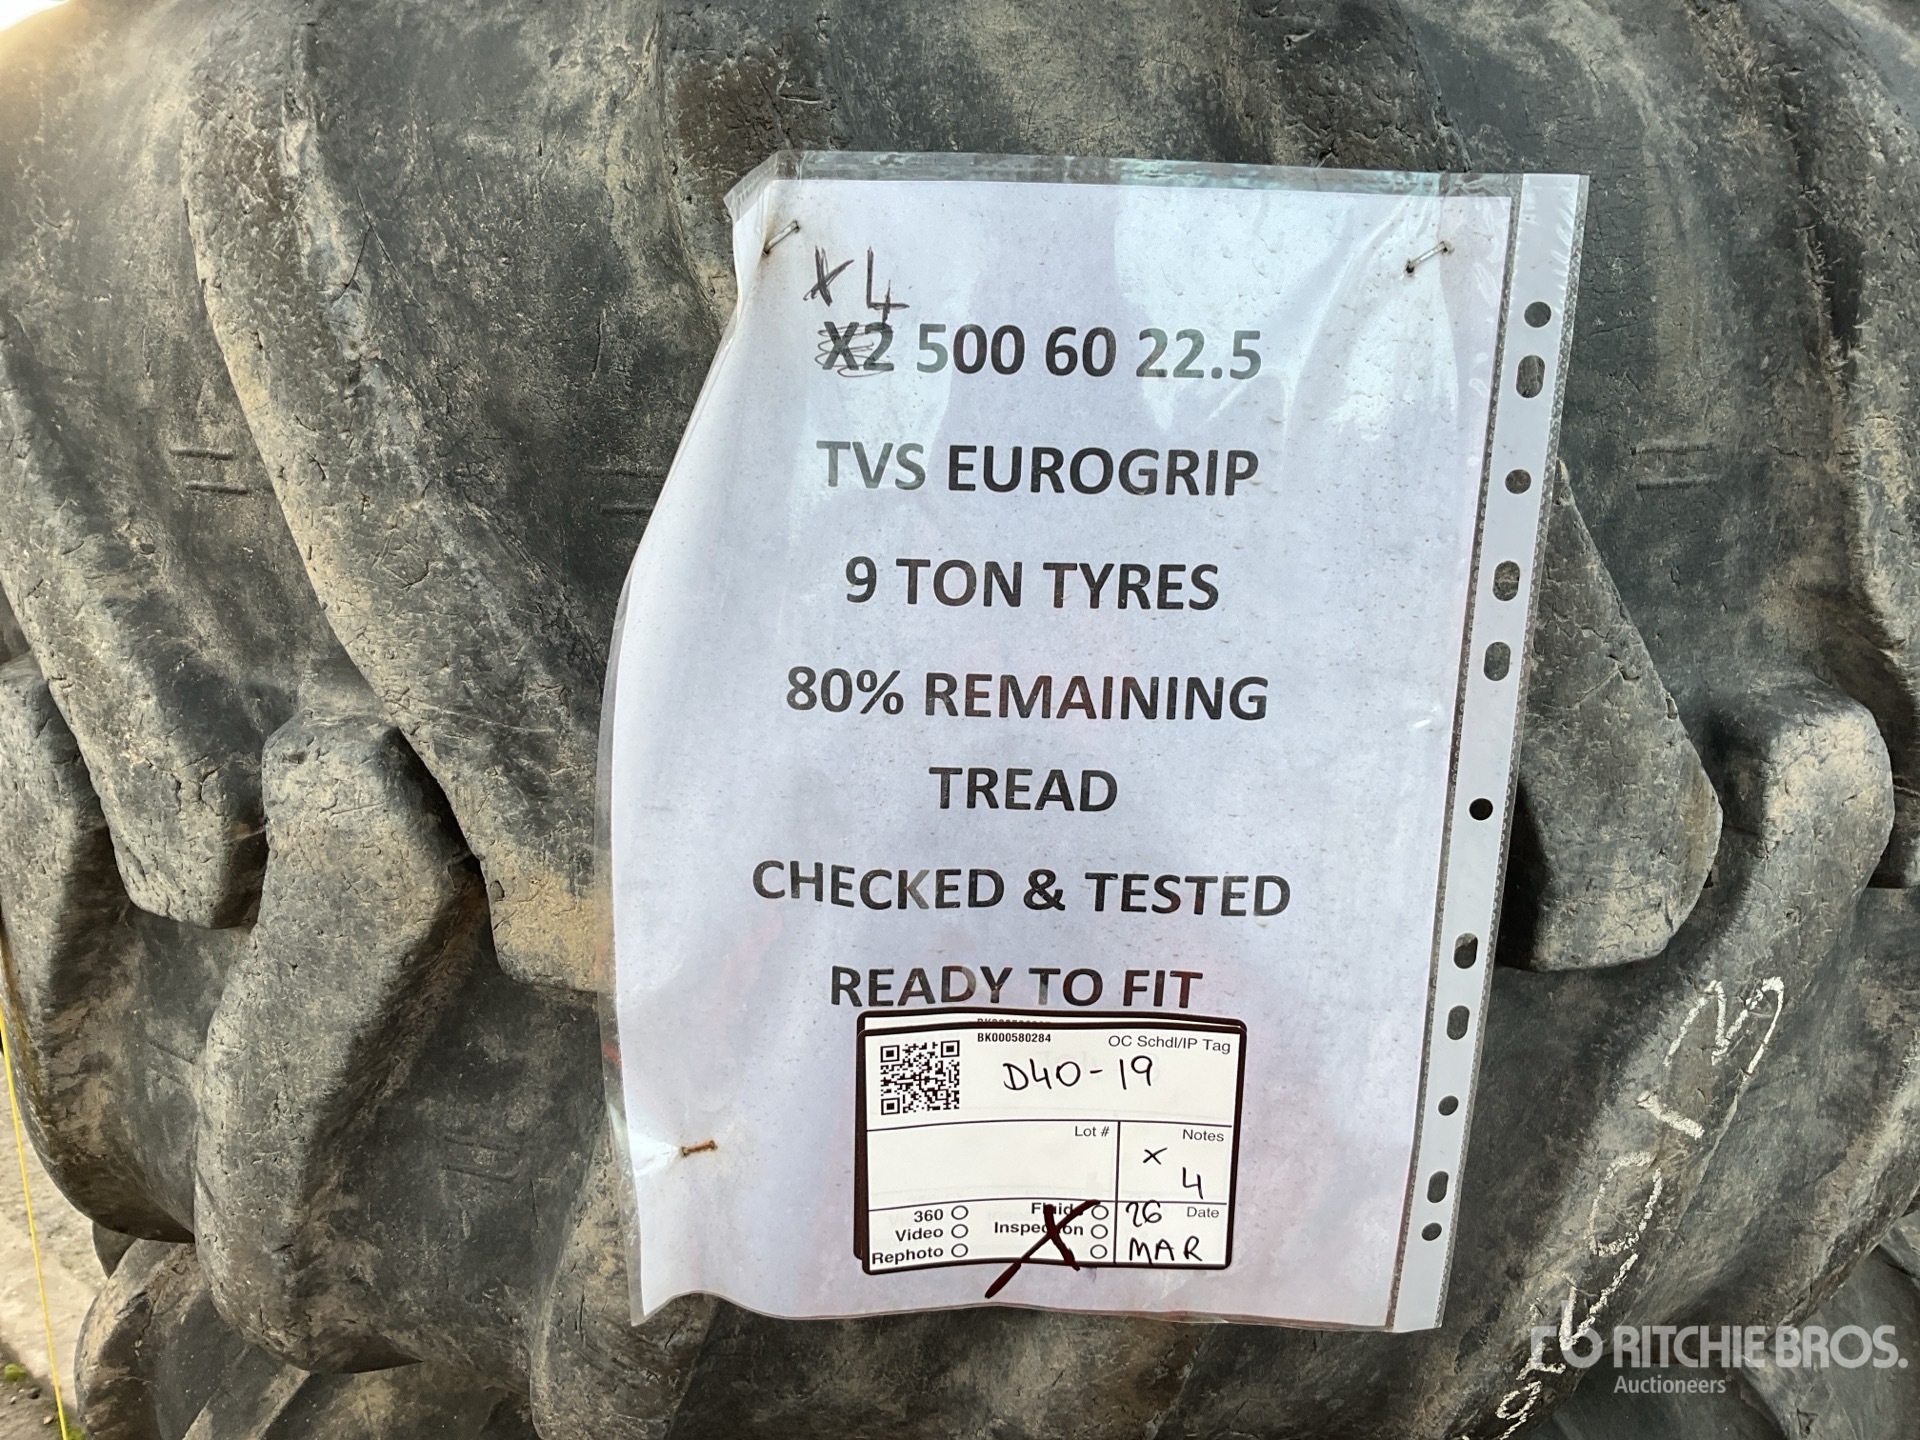 X 4
X2 500 60 22.5
TVS EUROGRIP
9 TON TYRES
80% REMAINING
TREAD
CHECKED & TESTED
READY TO FIT
BK000580284 OC Schdl/IP Tag
D40-19
Lot # Notes
x 4
360 Fluids 26 Date
Video Inspection
Rephoto MAR
RITCHIE BROS.
Auctioneers